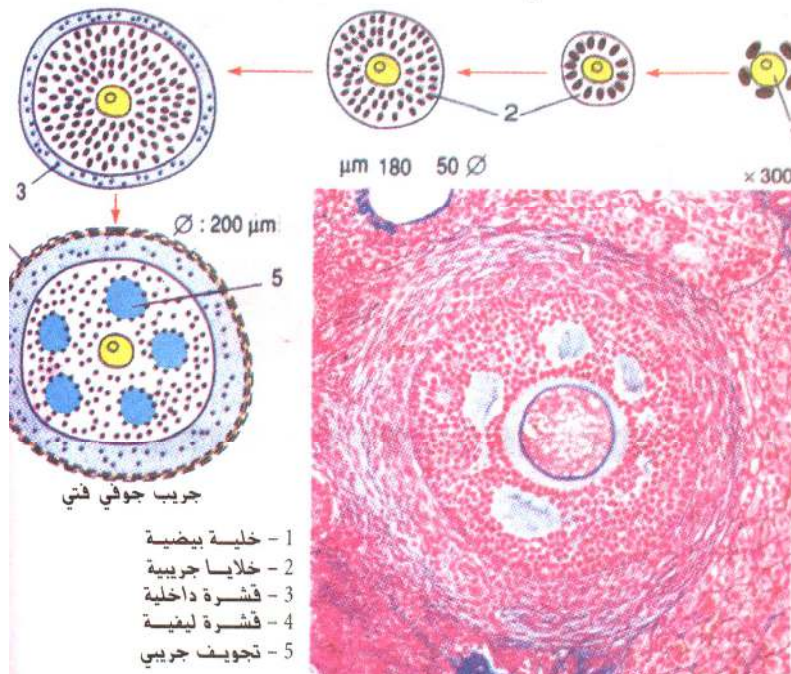 2
3
μm 180 50 Ø
× 300
Ø : 200 μm
5
جريب جوفي فتي
1 - خلية بيضية
2 - خلايا جريبية
3 - قشرة داخلية
4 - قشرة ليفية
5 - تجويف جريبي